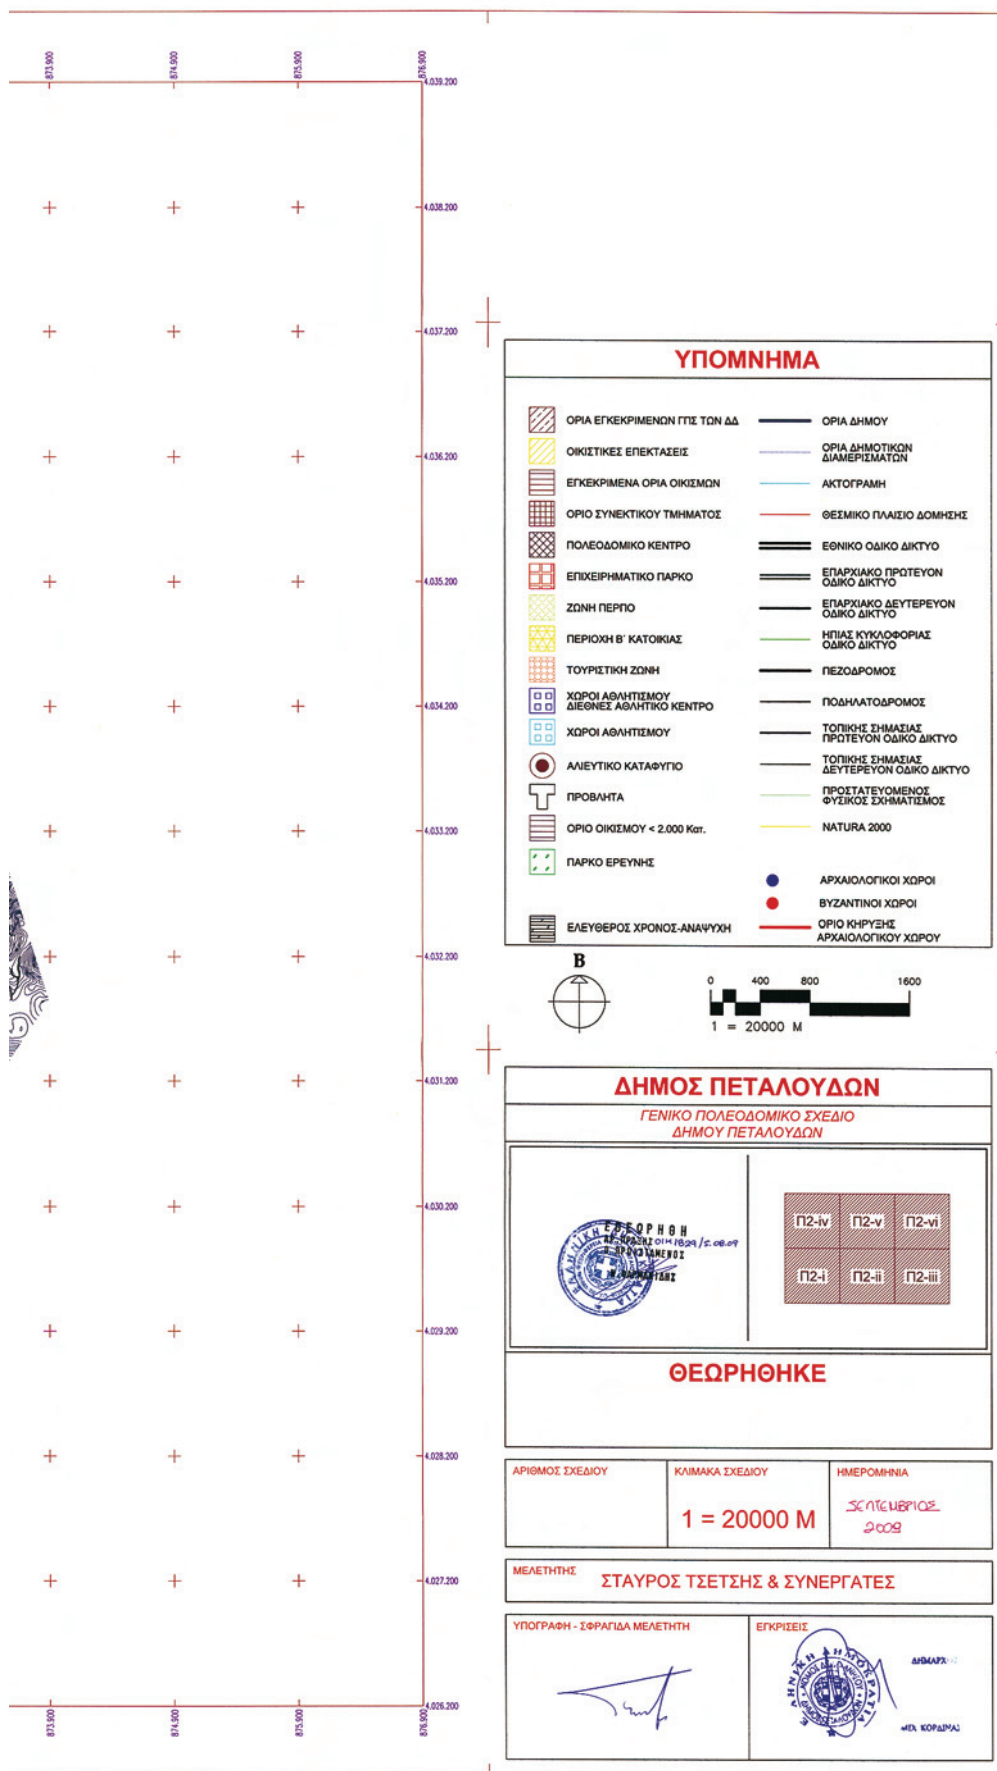 873.900
874.900
875.900
876.900
4.039.200
4.038.200
4.037.200
4.036.200
4.035.200
4.034.200
4.033.200
4.032.200
4.031.200
4.030.200
4.029.200
4.028.200
4.027.200
4.026.200
873.900
874.900
875.900
876.900
ΥΠΟΜΝΗΜΑ
ΟΡΙΑ ΕΓΚΕΚΡΙΜΕΝΩΝ ΓΠΣ ΤΩΝ ΔΔ
ΟΙΚΙΣΤΙΚΕΣ ΕΠΕΚΤΑΣΕΙΣ
ΕΓΚΕΚΡΙΜΕΝΑ ΟΡΙΑ ΟΙΚΙΣΜΩΝ
ΟΡΙΟ ΣΥΝΕΚΤΙΚΟΥ ΤΜΗΜΑΤΟΣ
ΠΟΛΕΟΔΟΜΙΚΟ ΚΕΝΤΡΟ
ΕΠΙΧΕΙΡΗΜΑΤΙΚΟ ΠΑΡΚΟ
ΖΩΝΗ ΠΕΡΠΟ
ΠΕΡΙΟΧΗ Β' ΚΑΤΟΙΚΙΑΣ
ΤΟΥΡΙΣΤΙΚΗ ΖΩΝΗ
ΧΩΡΟΙ ΑΘΛΗΤΙΣΜΟΥ
ΔΙΕΘΝΕΣ ΑΘΛΗΤΙΚΟ ΚΕΝΤΡΟ
ΧΩΡΟΙ ΑΘΛΗΤΙΣΜΟΥ
ΑΛΙΕΥΤΙΚΟ ΚΑΤΑΦΥΓΙΟ
ΠΡΟΒΛΗΤΑ
ΟΡΙΟ ΟΙΚΙΣΜΟΥ < 2.000 Κατ.
ΠΑΡΚΟ ΕΡΕΥΝΗΣ
ΕΛΕΥΘΕΡΟΣ ΧΡΟΝΟΣ-ΑΝΑΨΥΧΗ
ΟΡΙΑ ΔΗΜΟΥ
ΟΡΙΑ ΔΗΜΟΤΙΚΩΝ
ΔΙΑΜΕΡΙΣΜΑΤΩΝ
ΑΚΤΟΓΡΑΜΗ
ΘΕΣΜΙΚΟ ΠΛΑΙΣΙΟ ΔΟΜΗΣΗΣ
ΕΘΝΙΚΟ ΟΔΙΚΟ ΔΙΚΤΥΟ
ΕΠΑΡΧΙΑΚΟ ΠΡΩΤΕΥΟΝ
ΟΔΙΚΟ ΔΙΚΤΥΟ
ΕΠΑΡΧΙΑΚΟ ΔΕΥΤΕΡΕΥΟΝ
ΟΔΙΚΟ ΔΙΚΤΥΟ
ΗΠΙΑΣ ΚΥΚΛΟΦΟΡΙΑΣ
ΟΔΙΚΟ ΔΙΚΤΥΟ
ΠΕΖΟΔΡΟΜΟΣ
ΠΟΔΗΛΑΤΟΔΡΟΜΟΣ
ΤΟΠΙΚΗΣ ΣΗΜΑΣΙΑΣ
ΠΡΩΤΕΥΟΝ ΟΔΙΚΟ ΔΙΚΤΥΟ
ΤΟΠΙΚΗΣ ΣΗΜΑΣΙΑΣ
ΔΕΥΤΕΡΕΥΟΝ ΟΔΙΚΟ ΔΙΚΤΥΟ
ΠΡΟΣΤΑΤΕΥΟΜΕΝΟΣ
ΦΥΣΙΚΟΣ ΣΧΗΜΑΤΙΣΜΟΣ
NATURA 2000
ΑΡΧΑΙΟΛΟΓΙΚΟΙ ΧΩΡΟΙ
ΒΥΖΑΝΤΙΝΟΙ ΧΩΡΟΙ
ΟΡΙΟ ΚΗΡΥΞΗΣ
ΑΡΧΑΙΟΛΟΓΙΚΟΥ ΧΩΡΟΥ
Β
0 400 800 1600
1 = 20000 M
ΔΗΜΟΣ ΠΕΤΑΛΟΥΔΩΝ
ΓΕΝΙΚΟ ΠΟΛΕΟΔΟΜΙΚΟ ΣΧΕΔΙΟ
ΔΗΜΟΥ ΠΕΤΑΛΟΥΔΩΝ
ΕΘΕΩΡΗΘΗ
Ο ΠΡΟΪΣΤΑΜΕΝΟΣ
Π2-iv Π2-v Π2-vi
Π2-i Π2-ii Π2-iii
ΘΕΩΡΗΘΗΚΕ
ΑΡΙΘΜΟΣ ΣΧΕΔΙΟΥ
ΚΛΙΜΑΚΑ ΣΧΕΔΙΟΥ
1 = 20000 M
ΗΜΕΡΟΜΗΝΙΑ
ΣΕΠΤΕΜΒΡΙΟΣ
2009
ΜΕΛΕΤΗΤΗΣ
ΣΤΑΥΡΟΣ ΤΣΕΤΣΗΣ & ΣΥΝΕΡΓΑΤΕΣ
ΥΠΟΓΡΑΦΗ - ΣΦΡΑΓΙΔΑ ΜΕΛΕΤΗΤΗ
ΕΓΚΡΙΣΕΙΣ
ΕΛΛΗΝΙΚΗ ΔΗΜΟΚΡΑΤΙΑ